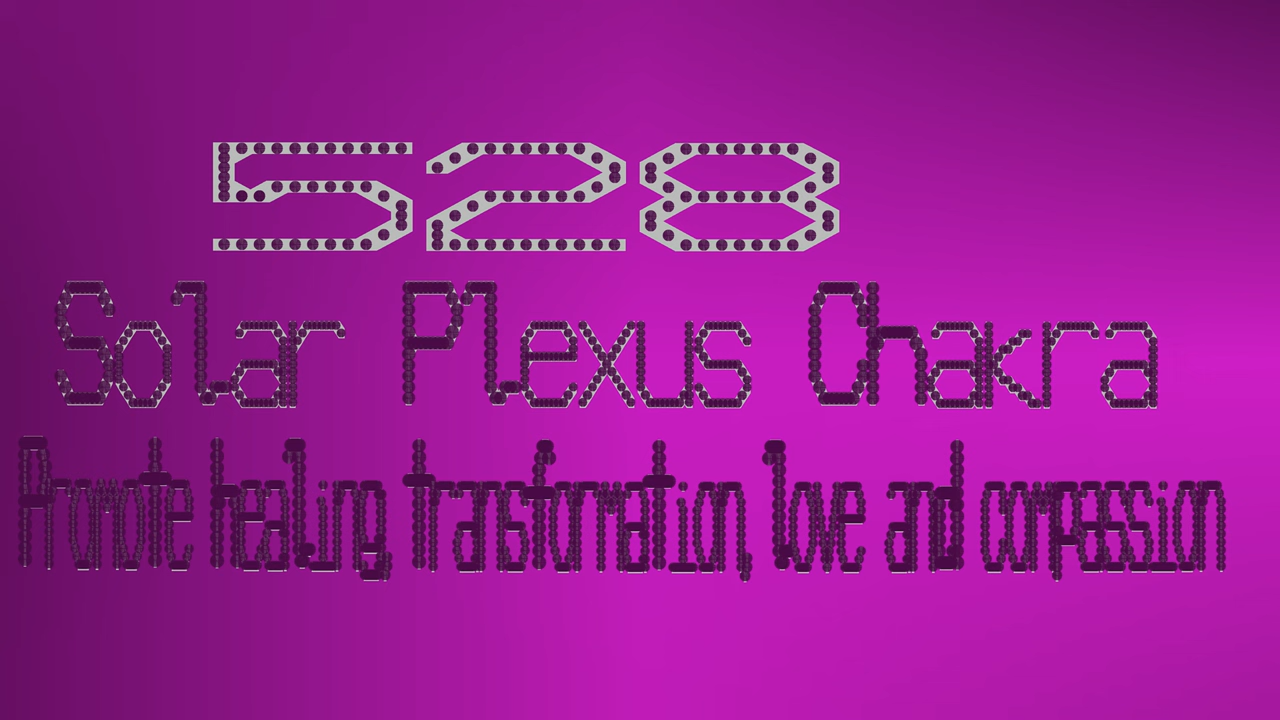 528
Solar Plexus Chakra
Promote healing, transformation, love and compassion